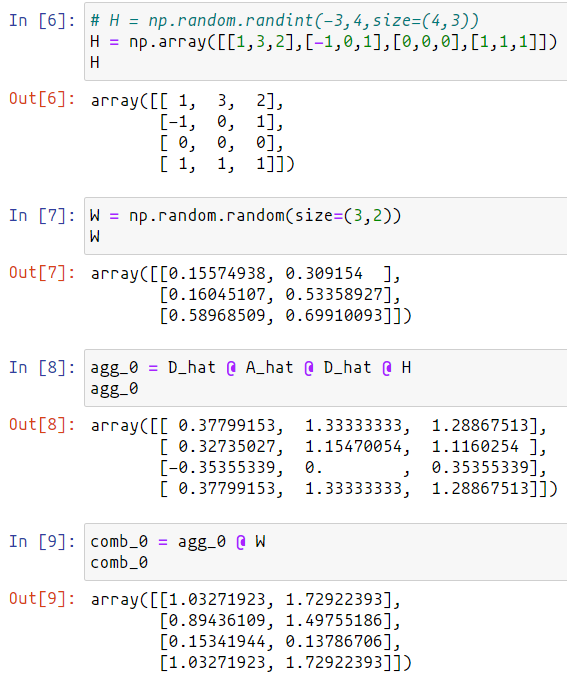 In [6]: # H = np.random.randint(-3,4,size=(4,3))
H = np.array([[1,3,2],[-1,0,1],[0,0,0],[1,1,1]])
H
Out[6]: array([[ 1,  3,  2],
       [-1,  0,  1],
       [ 0,  0,  0],
       [ 1,  1,  1]])
In [7]: W = np.random.random(size=(3,2))
W
Out[7]: array([[0.15574938, 0.309154  ],
       [0.16045107, 0.53358927],
       [0.58968509, 0.69910093]])
In [8]: agg_0 = D_hat @ A_hat @ D_hat @ H
agg_0
Out[8]: array([[ 0.37799153,  1.33333333,  1.28867513],
       [ 0.32735027,  1.15470054,  1.1160254 ],
       [-0.35355339,  0.        ,  0.35355339],
       [ 0.37799153,  1.33333333,  1.28867513]])
In [9]: comb_0 = agg_0 @ W
comb_0
Out[9]: array([[1.03271923, 1.72922393],
       [0.89436109, 1.49755186],
       [0.15341944, 0.13786706],
       [1.03271923, 1.72922393]])